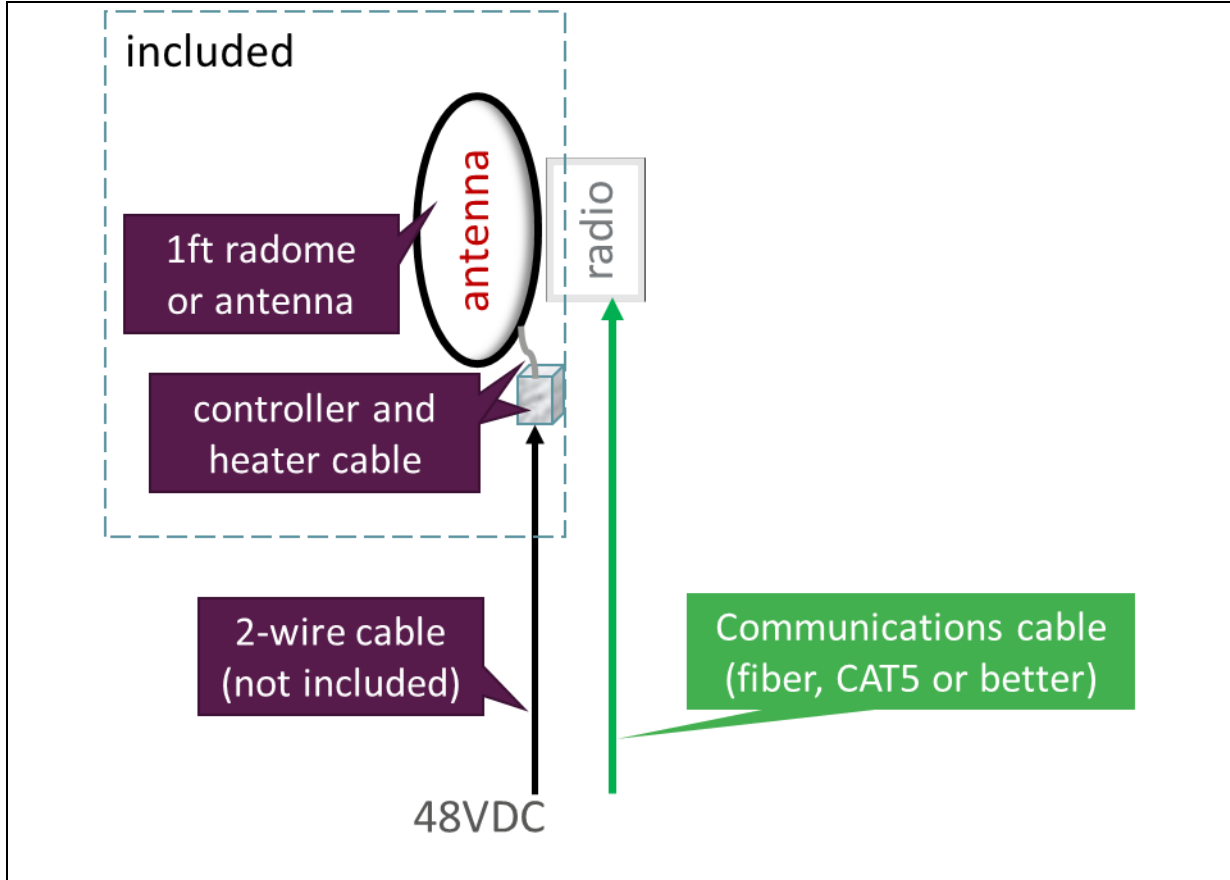 included
antenna
radio
1ft radome
or antenna
controller and
heater cable
2-wire cable
(not included)
Communications cable
(fiber, CAT5 or better)
48VDC